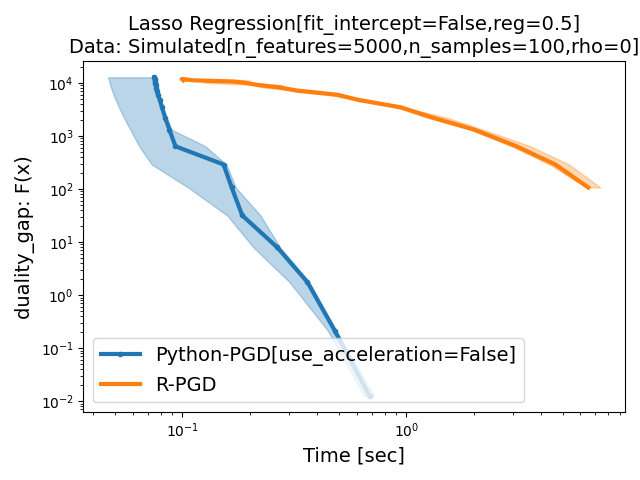 Lasso Regression[fit_intercept=False,reg=0.5]
Data: Simulated[n_features=5000,n_samples=100,rho=0]
duality_gap: F(x)
10⁴
10³
10²
10¹
10⁰
10⁻¹
10⁻²
Python-PGD[use_acceleration=False]
R-PGD
10⁻¹
10⁰
Time [sec]